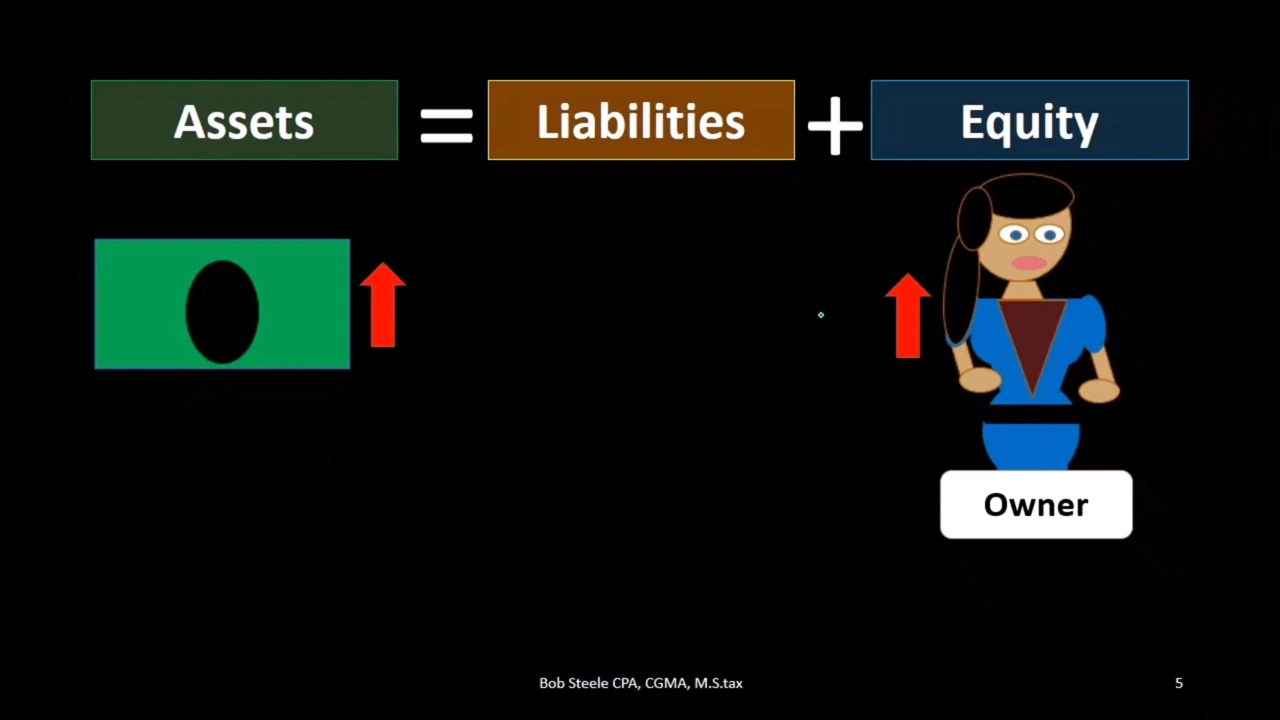 Assets = Liabilities + Equity
Owner
Bob Steele CPA, CGMA, M.S.tax
5